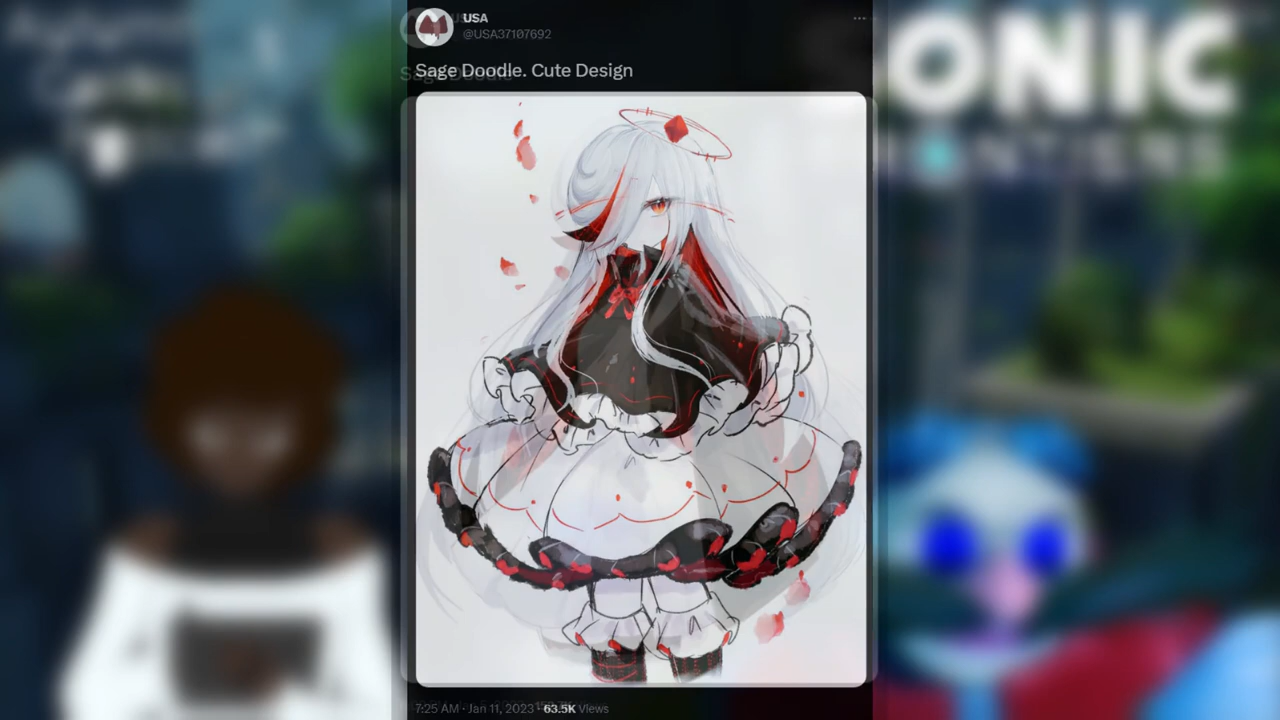 USA
@USA37107692
Sage Doodle. Cute Design
7:25 AM · Jan 11, 2023 · 63.5K Views
ONIC